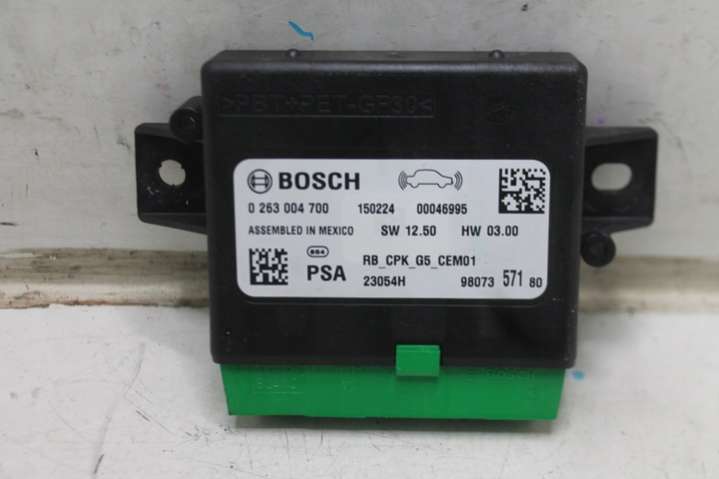 >PBT+PET-GF30<
BOSCH
0 263 004 700 150224 00046995
ASSEMBLED IN MEXICO SW 12.50 HW 03.00
PSA RB_CPK_G5_CEM01
23054H 98073 571 80